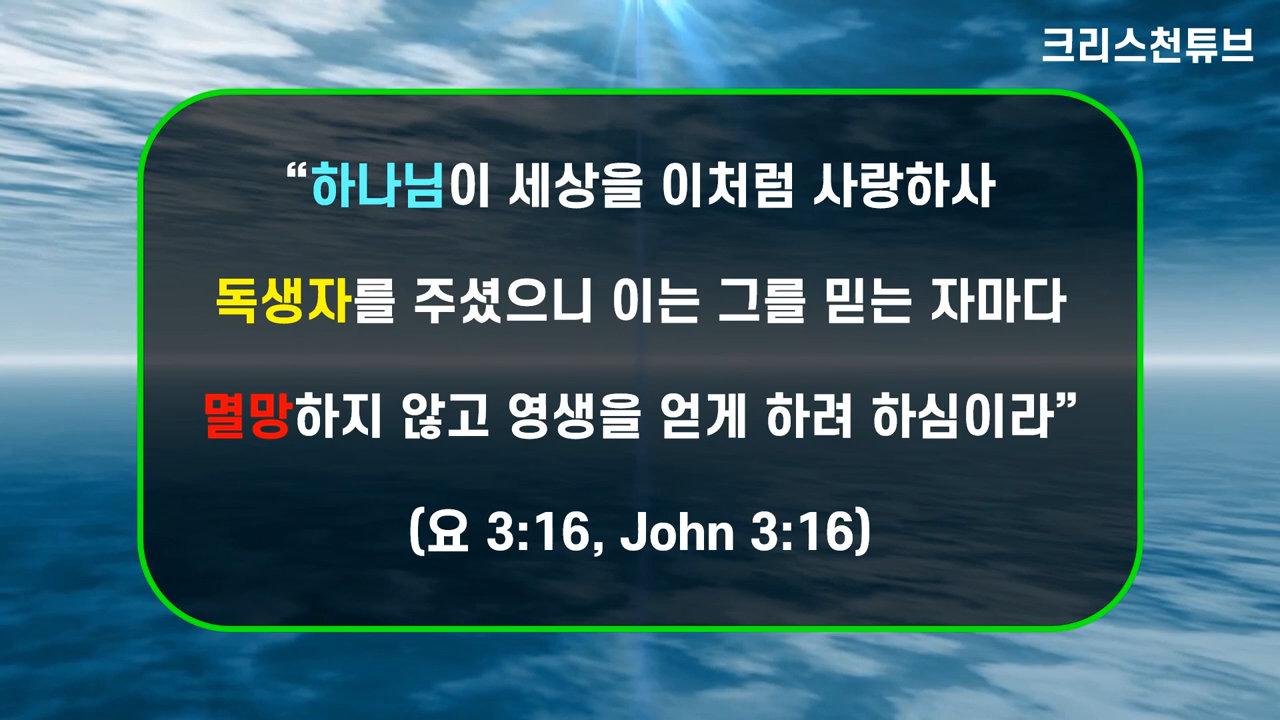 크리스천튜브
“하나님이 세상을 이처럼 사랑하사
독생자를 주셨으니 이는 그를 믿는 자마다
멸망하지 않고 영생을 얻게 하려 하심이라”
(요 3:16, John 3:16)